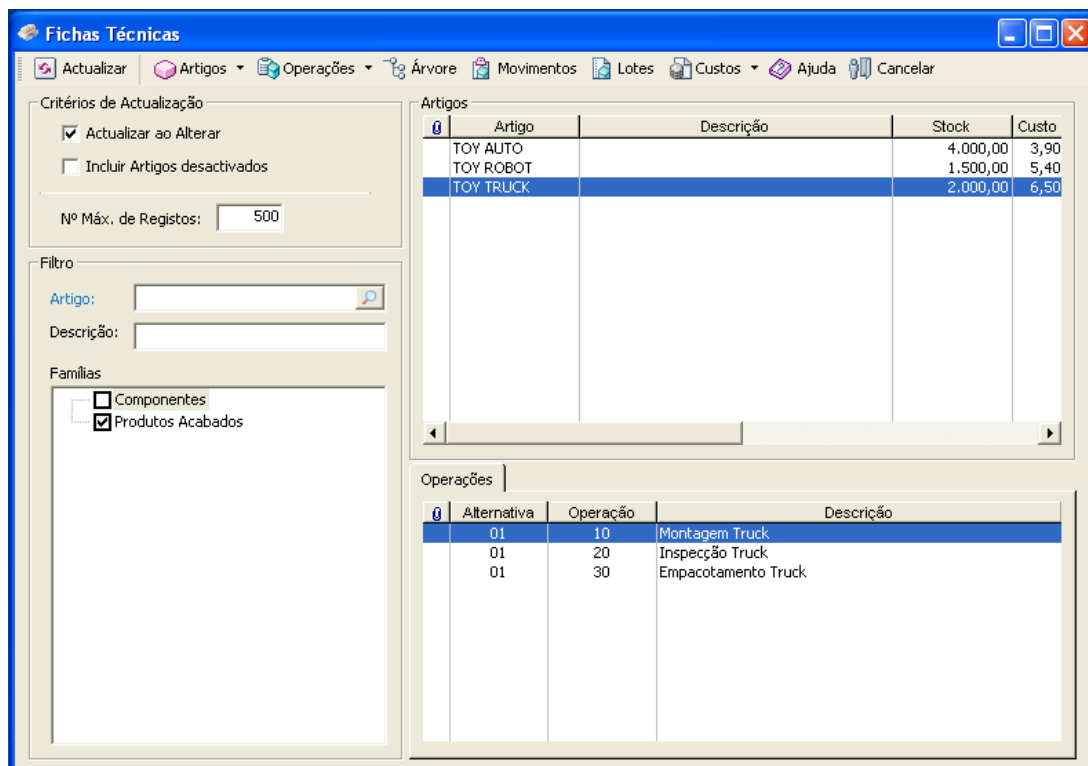 Fichas Técnicas
Actualizar Artigos Operações Árvore Movimentos Lotes Custos Ajuda Cancelar
Critérios de Actualização
Actualizar ao Alterar
Incluir Artigos desactivados
Nº Máx. de Registos: 500
Filtro
Artigo:
Descrição:
Famílias
Componentes
Produtos Acabados
Artigos
Artigo Descrição Stock Custo
TOY AUTO 4.000,00 3,90
TOY ROBOT 1.500,00 5,40
TOY TRUCK 2.000,00 6,50
Operações
Alternativa Operação Descrição
01 10 Montagem Truck
01 20 Inspecção Truck
01 30 Empacotamento Truck